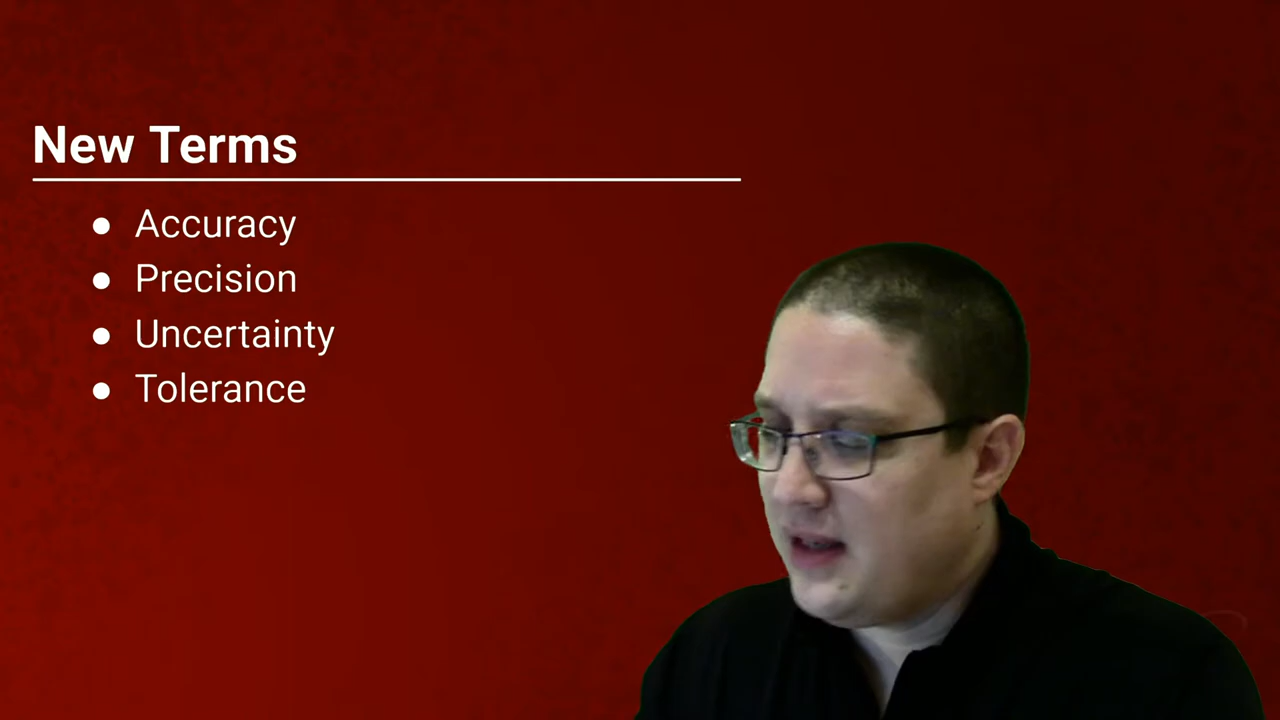 New Terms
● Accuracy
● Precision
● Uncertainty
● Tolerance